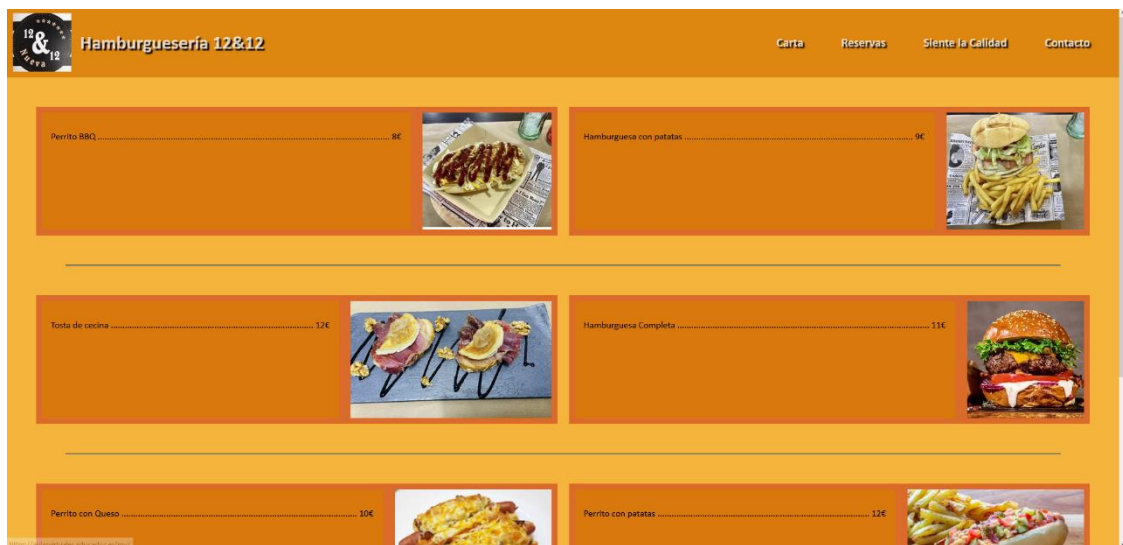 12
&
12
Nueva
Hamburguesería 12&12
Carta
Reservas
Siente la Calidad
Contacto
Perrito BBQ ........................................ 8€
Hamburguesa con patatas ........................................ 9€
Tosta de cecina ........................................ 12€
Hamburguesa Completa ........................................ 11€
Perrito con Queso ........................................ 10€
Perrito con patatas ........................................ 12€